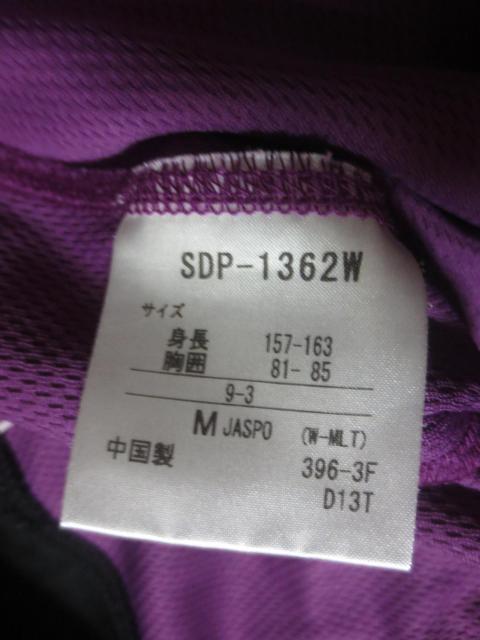 SDP-1362W
サイズ
身長 157-163
胸囲 81- 85
9-3
M JASPO (W-MLT)
中国製 396-3F
D13T